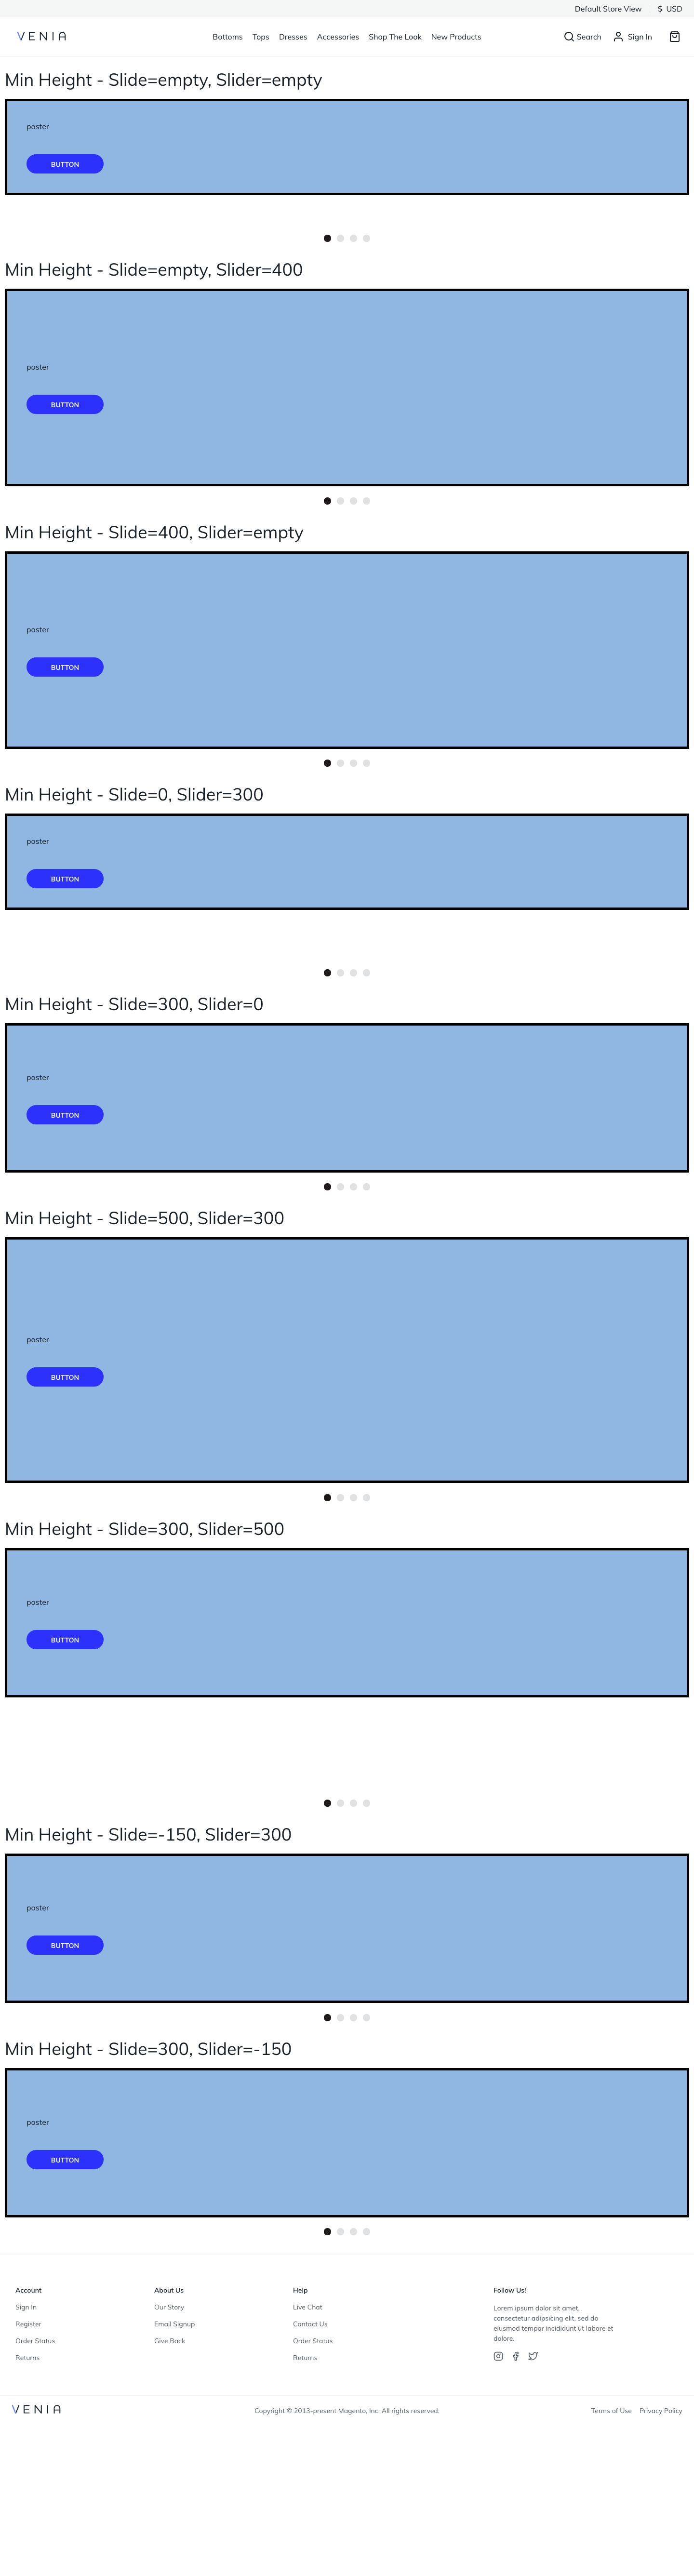 Default Store View $ USD
VENIA Bottoms Tops Dresses Accessories Shop The Look New Products Search Sign In
Min Height - Slide=empty, Slider=empty
poster
BUTTON
Min Height - Slide=empty, Slider=400
poster
BUTTON
Min Height - Slide=400, Slider=empty
poster
BUTTON
Min Height - Slide=0, Slider=300
poster
BUTTON
Min Height - Slide=300, Slider=0
poster
BUTTON
Min Height - Slide=500, Slider=300
poster
BUTTON
Min Height - Slide=300, Slider=500
poster
BUTTON
Min Height - Slide=-150, Slider=300
poster
BUTTON
Min Height - Slide=300, Slider=-150
poster
BUTTON
Account
Sign In
Register
Order Status
Returns
About Us
Our Story
Email Signup
Give Back
Help
Live Chat
Contact Us
Order Status
Returns
Follow Us!
Lorem ipsum dolor sit amet,
consectetur adipsicing elit, sed do
eiusmod tempor incididunt ut labore et
dolore.
VENIA Copyright © 2013-present Magento, Inc. All rights reserved. Terms of Use Privacy Policy